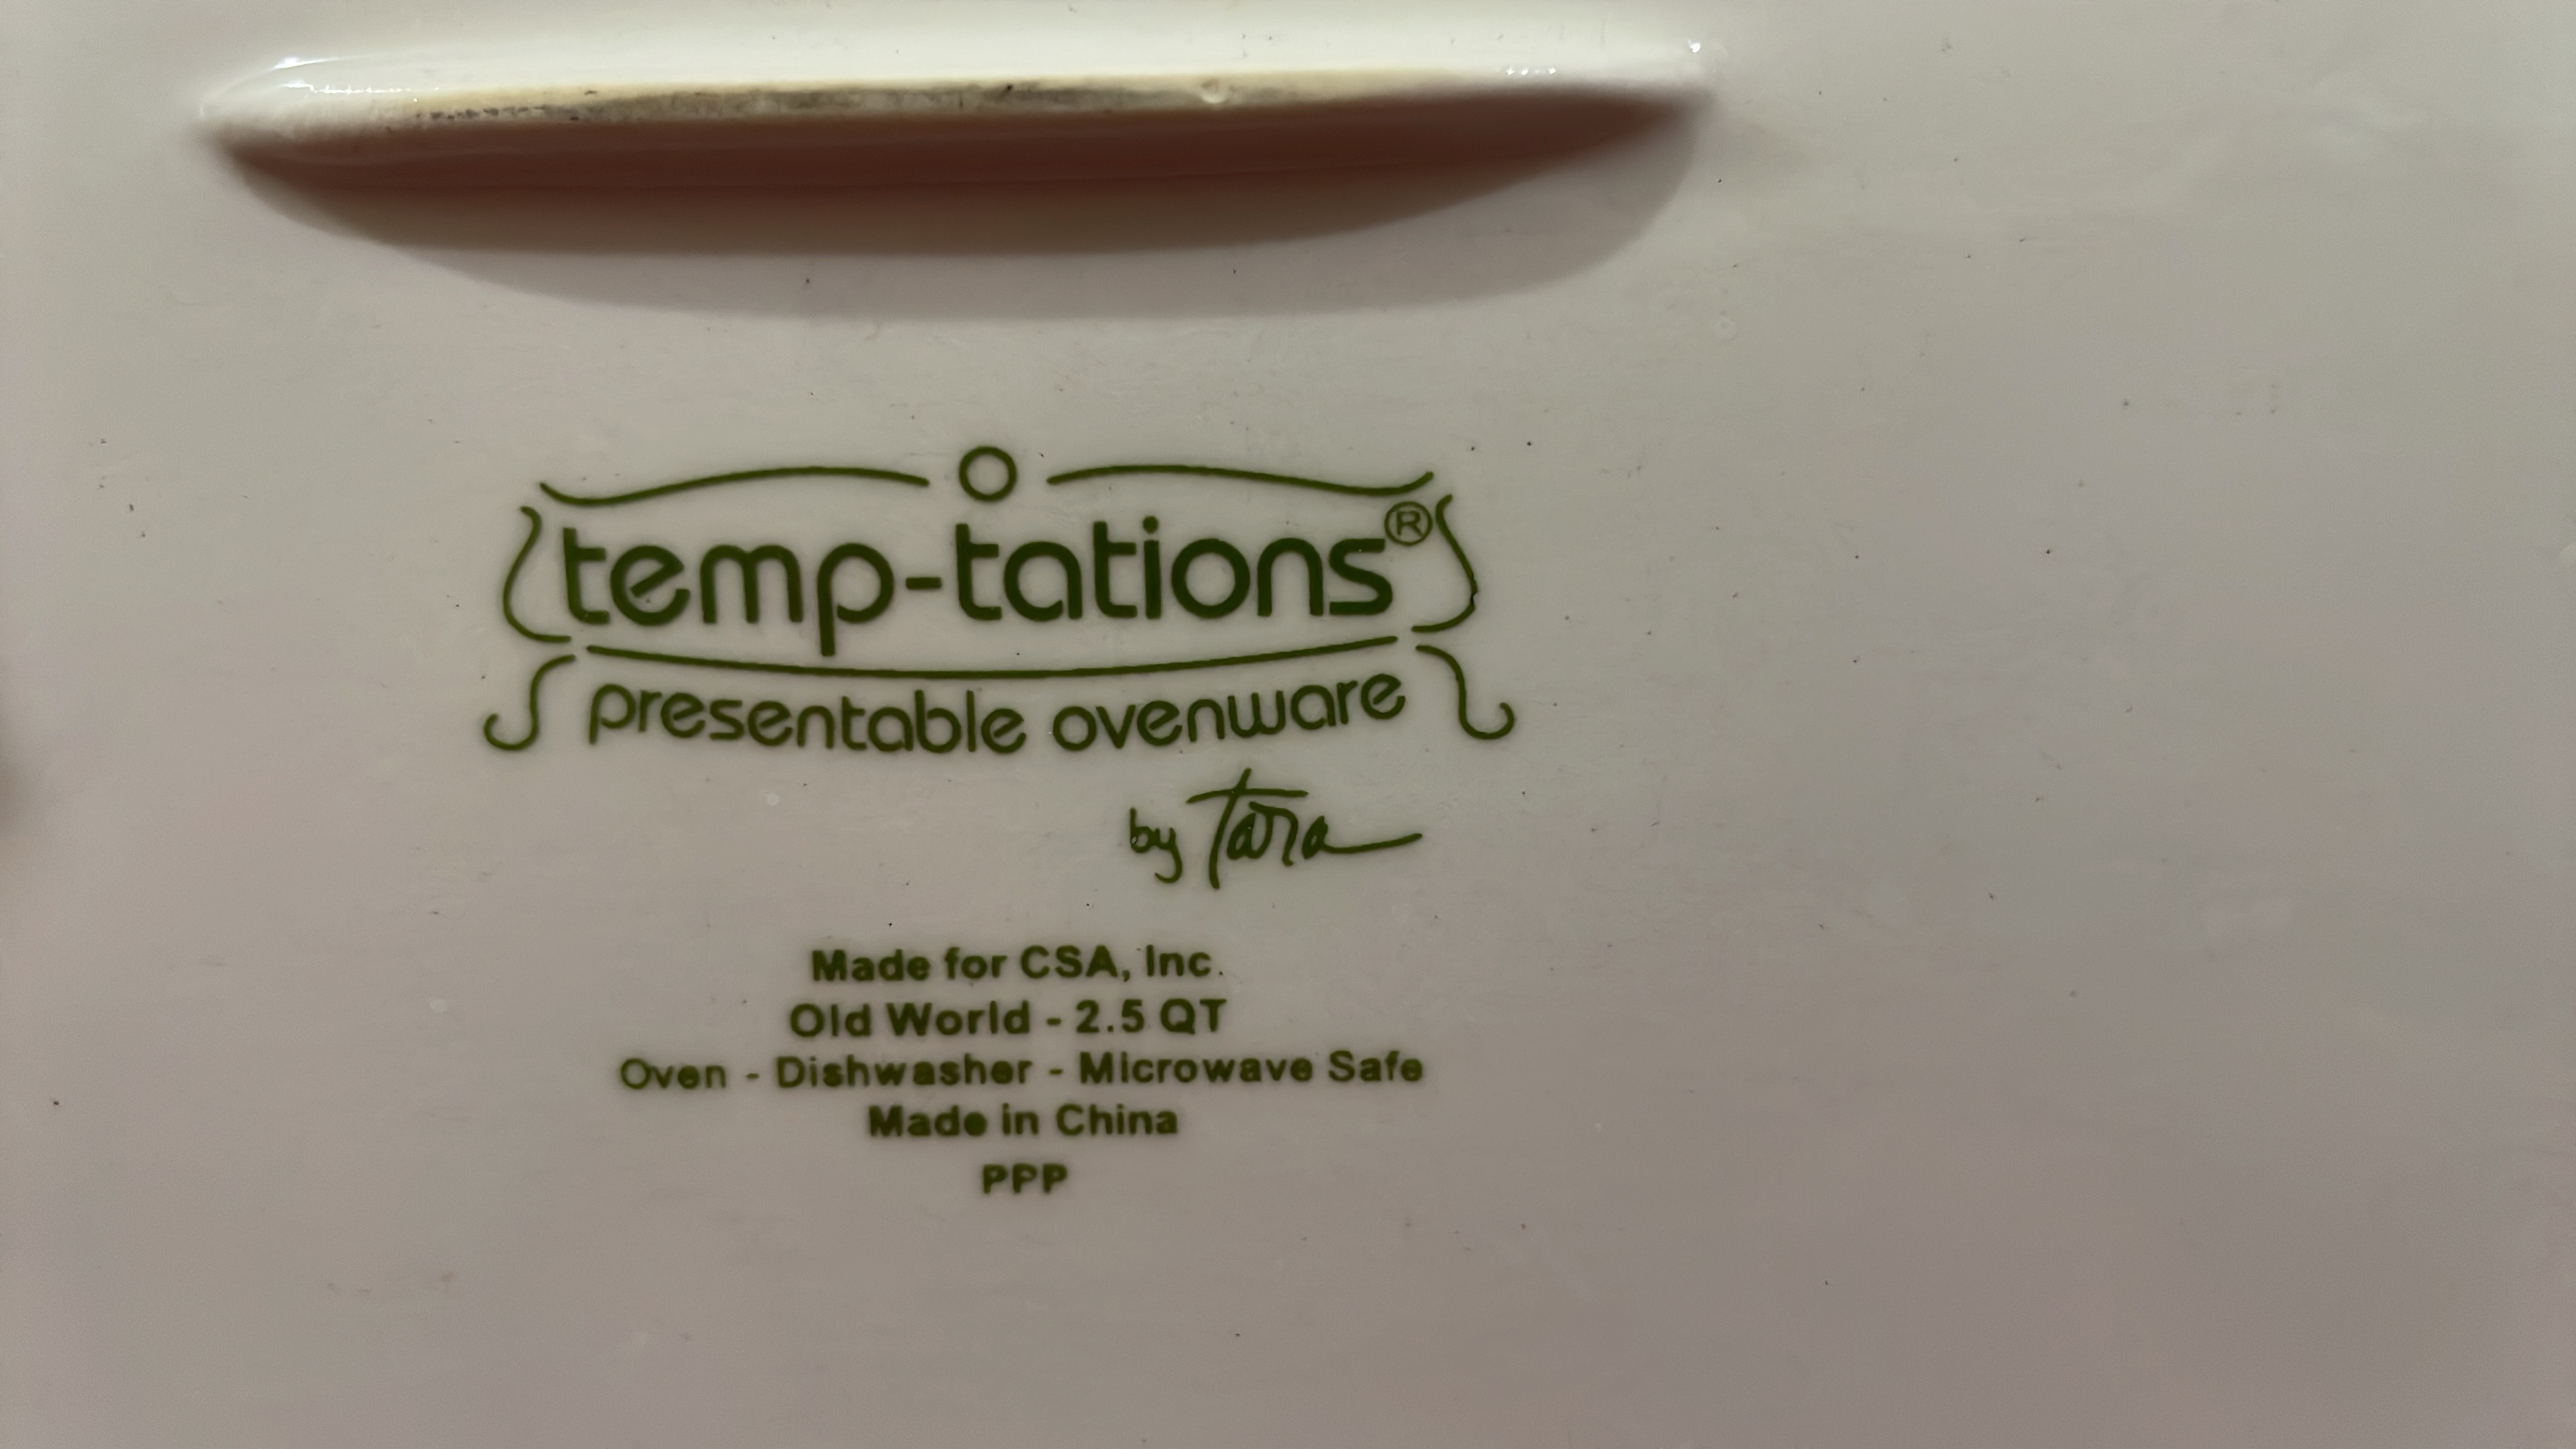 temp-tations®
presentable ovenware
by Tara
Made for CSA, Inc.
Old World - 2.5 QT
Oven - Dishwasher - Microwave Safe
Made in China
PPP